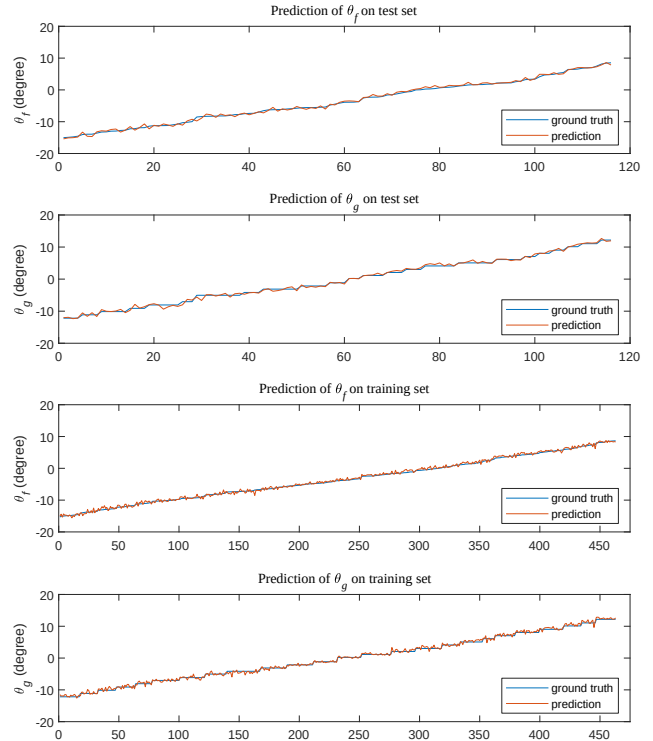 Prediction of θf on test set
20
10
0
-10
-20
θf (degree)
ground truth
prediction
0 20 40 60 80 100 120
Prediction of θg on test set
20
10
0
-10
-20
θg (degree)
ground truth
prediction
0 20 40 60 80 100 120
Prediction of θf on training set
20
10
0
-10
-20
θf (degree)
ground truth
prediction
0 50 100 150 200 250 300 350 400 450
Prediction of θg on training set
20
10
0
-10
-20
θg (degree)
ground truth
prediction
0 50 100 150 200 250 300 350 400 450